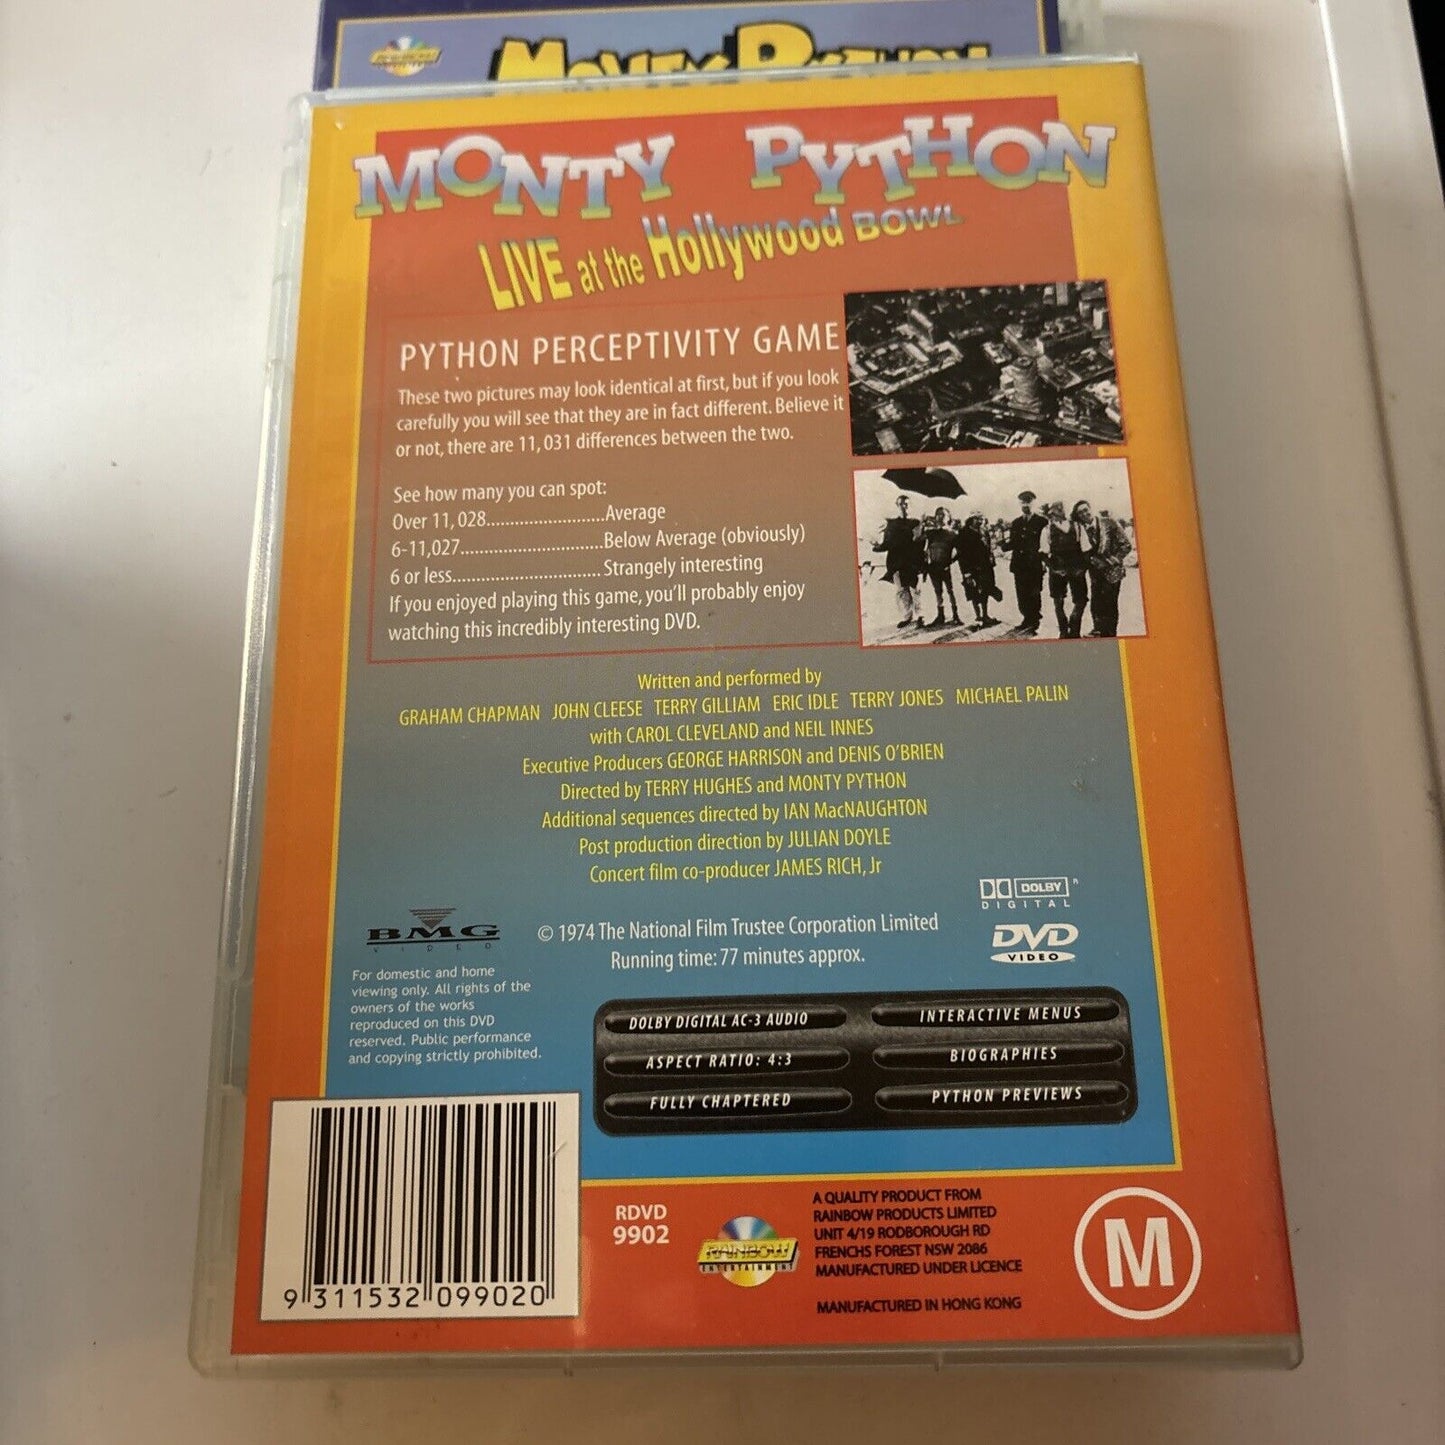 RAINBOW
MONTY PYTHON
MONTY PYTHON
LIVE at the Hollywood BOWL
PYTHON PERCEPTIVITY GAME
These two pictures may look identical at first, but if you look
carefully you will see that they are in fact different. Believe it
or not, there are 11,031 differences between the two.
See how many you can spot:
Over 11,028.........................Average
6-11,027..............................Below Average (obviously)
6 or less...............................Strangely interesting
If you enjoyed playing this game, you'll probably enjoy
watching this incredibly interesting DVD.
Written and performed by
GRAHAM CHAPMAN JOHN CLEESE TERRY GILLIAM ERIC IDLE TERRY JONES MICHAEL PALIN
with CAROL CLEVELAND and NEIL INNES
Executive Producers GEORGE HARRISON and DENIS O'BRIEN
Directed by TERRY HUGHES and MONTY PYTHON
Additional sequences directed by IAN MacNAUGHTON
Post production direction by JULIAN DOYLE
Concert film co-producer JAMES RICH, Jr
DOLBY R
DIGITAL
DVD
VIDEO
BMG
VIDEO
© 1974 The National Film Trustee Corporation Limited
Running time: 77 minutes approx.
For domestic and home
viewing only. All rights of the
owners of the works
reproduced on this DVD
reserved. Public performance
and copying strictly prohibited.
DOLBY DIGITAL AC-3 AUDIO
ASPECT RATIO: 4:3
FULLY CHAPTERED
INTERACTIVE MENUS
BIOGRAPHIES
PYTHON PREVIEWS
9 311532 099020
RDVD
9902
RAINBOW
ENTERTAINMENT
A QUALITY PRODUCT FROM
RAINBOW PRODUCTS LIMITED
UNIT 4/19 RODBOROUGH RD
FRENCHS FOREST NSW 2086
MANUFACTURED UNDER LICENCE
MANUFACTURED IN HONG KONG
M